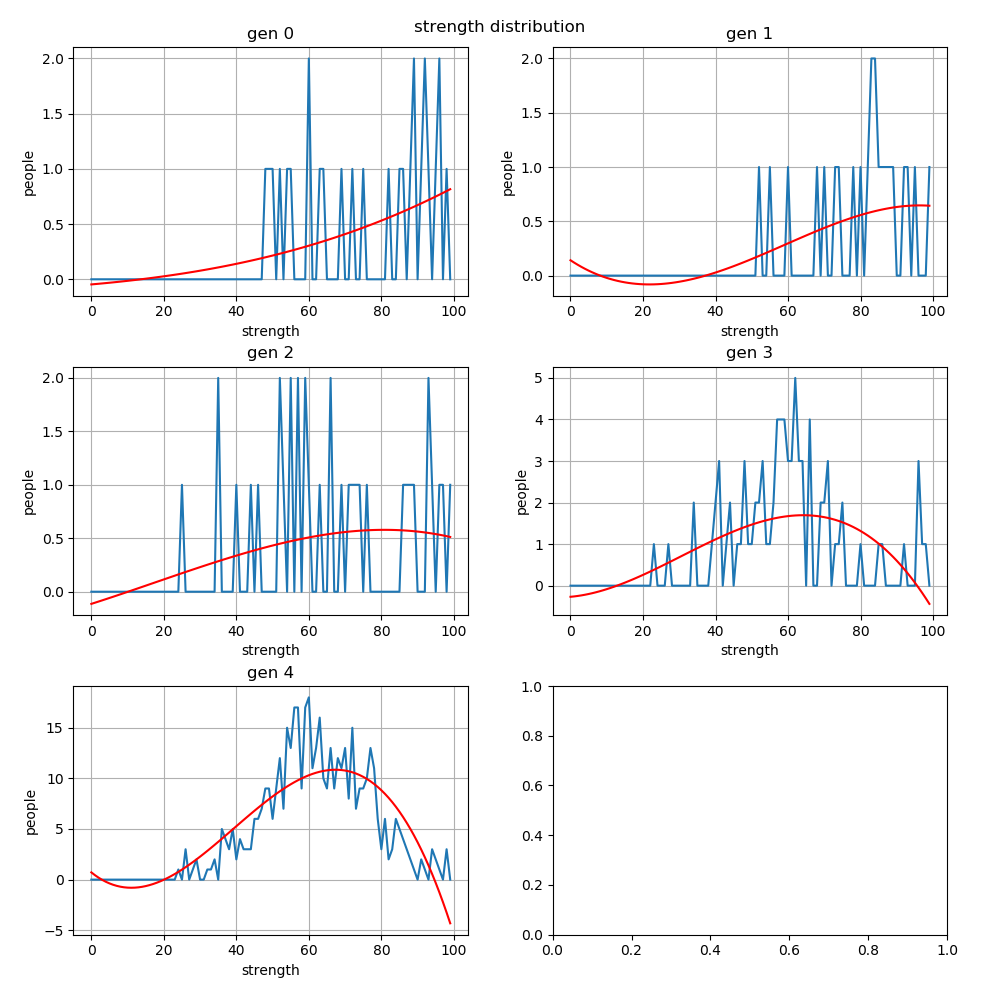 strength distribution
gen 0
2.0
1.5
1.0
0.5
0.0
people
0 20 40 60 80 100
strength
gen 1
2.0
1.5
1.0
0.5
0.0
people
0 20 40 60 80 100
strength
gen 2
2.0
1.5
1.0
0.5
0.0
people
0 20 40 60 80 100
strength
gen 3
5
4
3
2
1
0
people
0 20 40 60 80 100
strength
gen 4
15
10
5
0
−5
people
0 20 40 60 80 100
strength
1.0
0.8
0.6
0.4
0.2
0.0
0.0 0.2 0.4 0.6 0.8 1.0